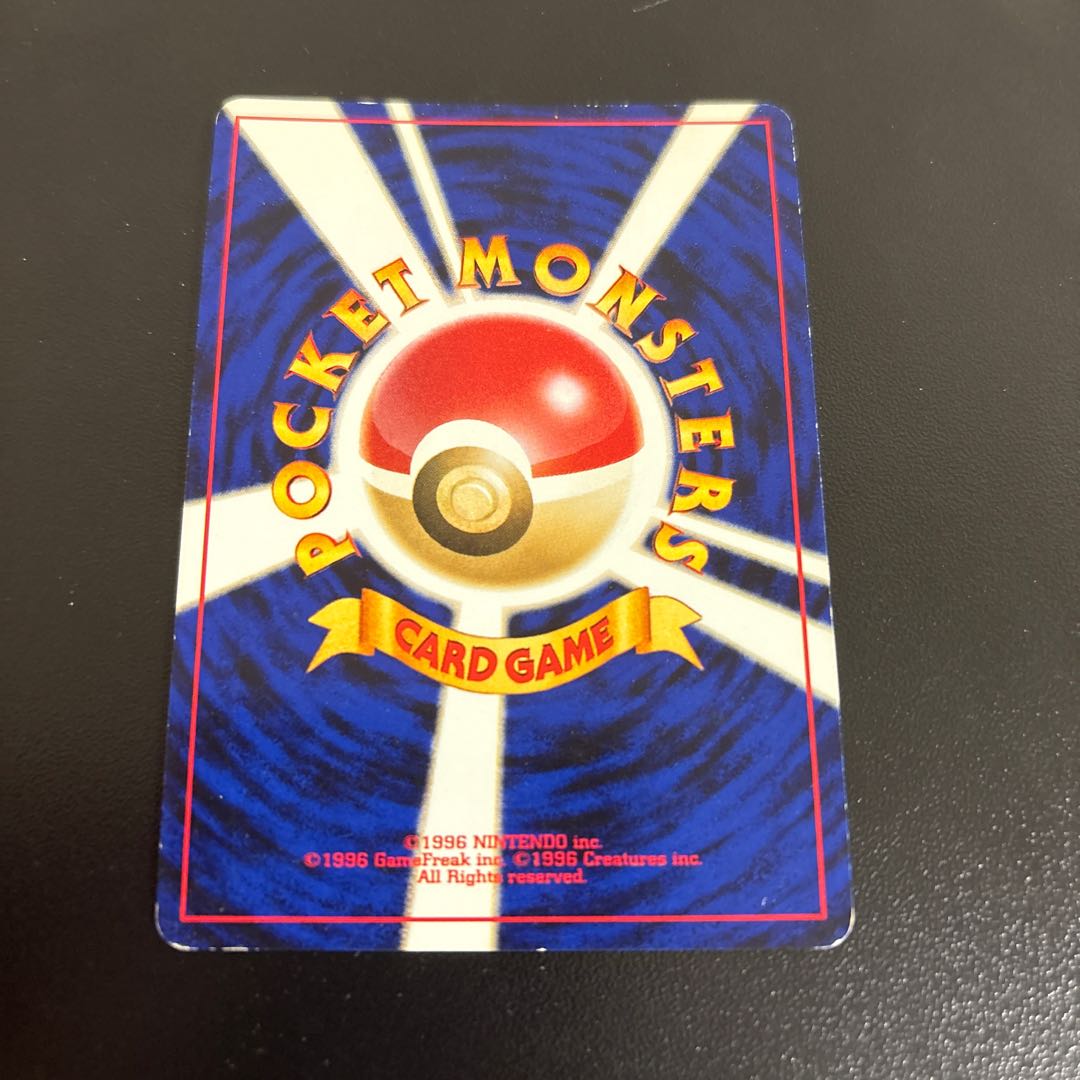 POCKET MONSTERS
CARD GAME
©1996 NINTENDO inc.
©1996 GameFreak inc. ©1996 Creatures inc.
All Rights reserved.